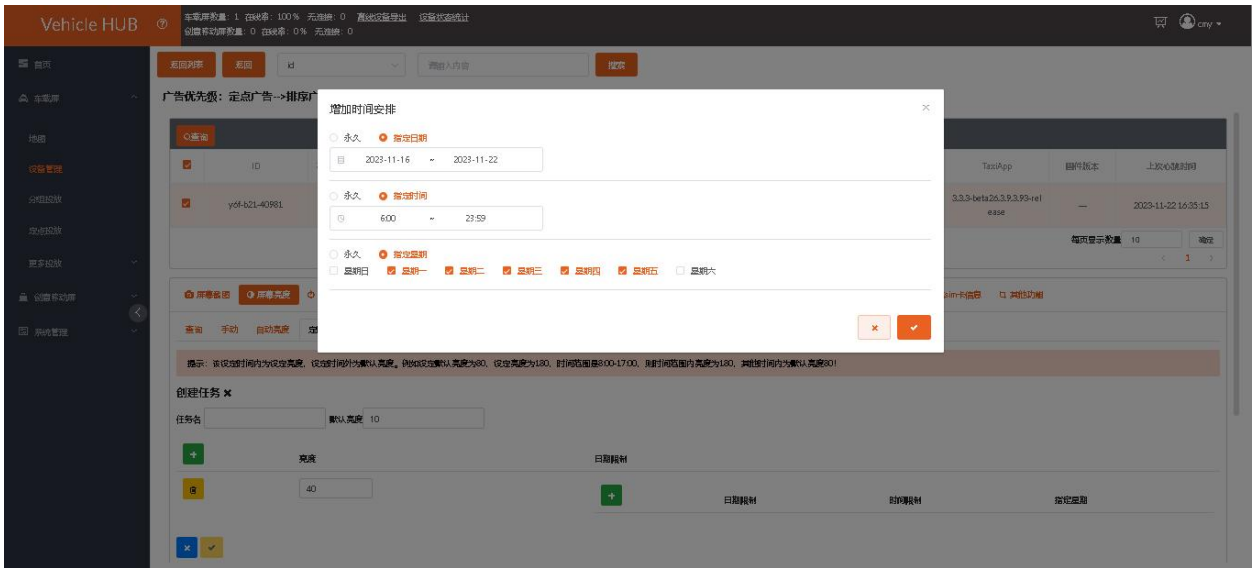 Vehicle HUB
车载屏数量: 1 在线率: 100% 无连接: 0 离线设备导出 设备状态统计
创意移动屏数量: 0 在线率: 0% 无连接: 0
cny
首页
返回列表 返回 id 请输入内容 搜索
车载屏
广告优先级: 定点广告-->排序广
地图
设备管理
分组投放
定点投放
更多投放
创意移动屏
系统管理
查询
ID
TaxiApp
固件版本
上次心跳时间
y6f-b21-40981
3.3.3-beta26.3.9.3.93-release
---
2023-11-22 16:35:15
每页显示数量 10 确定
1
增加时间安排
永久 指定日期
2023-11-16 ~ 2023-11-22
永久 指定时间
6:00 ~ 23:59
永久 指定星期
星期日 星期一 星期二 星期三 星期四 星期五 星期六
屏幕截图 屏幕亮度
sim卡信息 其他功能
查询 手动 自动亮度 定
提示: 该设定时间内为设定亮度, 设定时间外为默认亮度。例如设定默认亮度为80, 设定亮度为180, 时间范围是8:00-17:00, 则时间范围内亮度为180, 其他时间内为默认亮度80!
创建任务
任务名 默认亮度 10
亮度 日期限制
40
日期限制 时间限制 指定星期